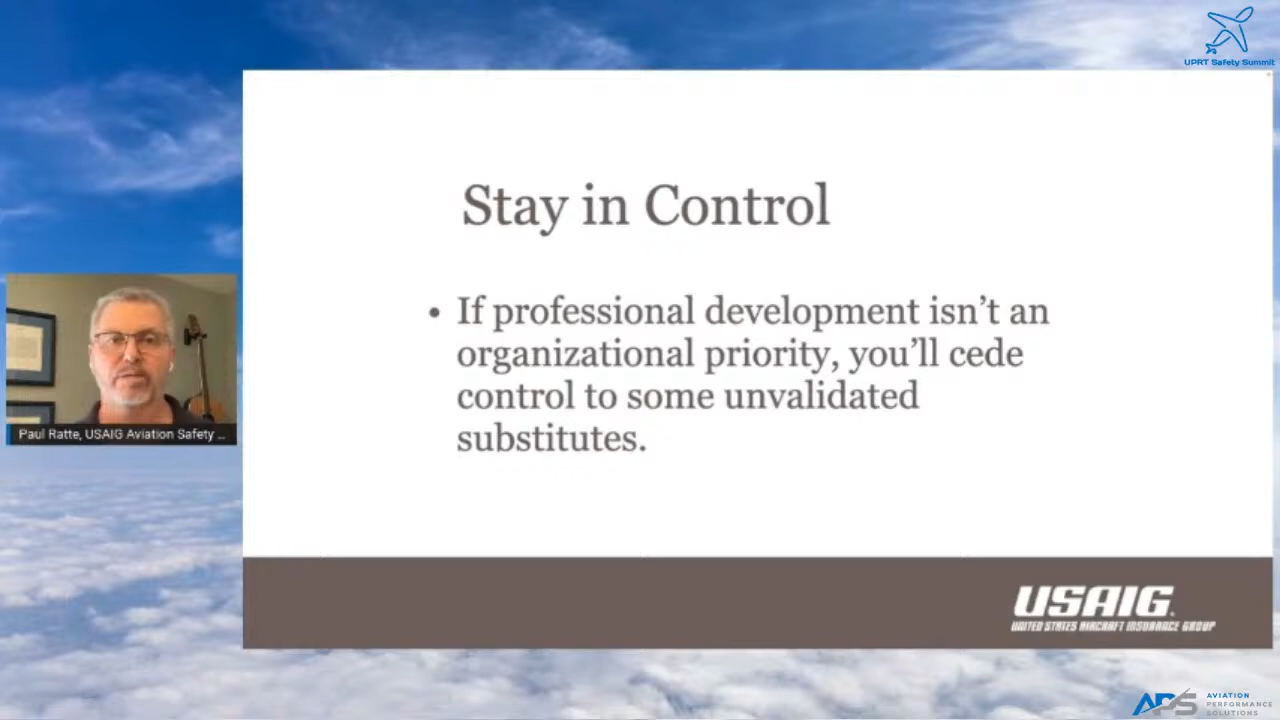 UPRT Safety Summit
Stay in Control
• If professional development isn’t an
organizational priority, you’ll cede
control to some unvalidated
substitutes.
Paul Ratte, USAIG Aviation Safety ...
USAIG
UNITED STATES AIRCRAFT INSURANCE GROUP
APS
AVIATION
PERFORMANCE
SOLUTIONS